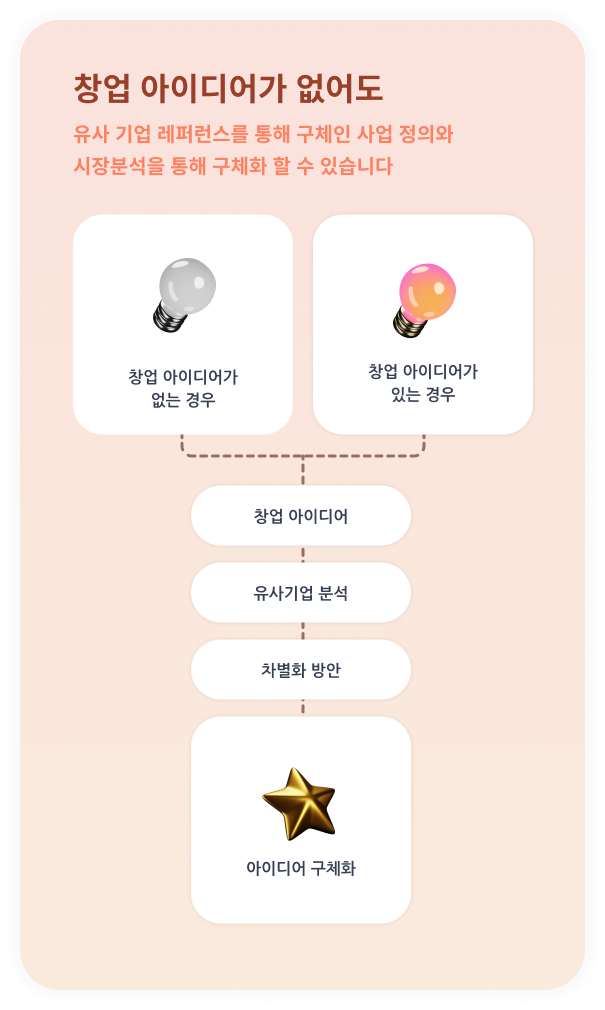 창업 아이디어가 없어도
유사 기업 레퍼런스를 통해 구체인 사업 정의와
시장분석을 통해 구체화 할 수 있습니다
창업 아이디어가
없는 경우
창업 아이디어가
있는 경우
창업 아이디어
유사기업 분석
차별화 방안
아이디어 구체화